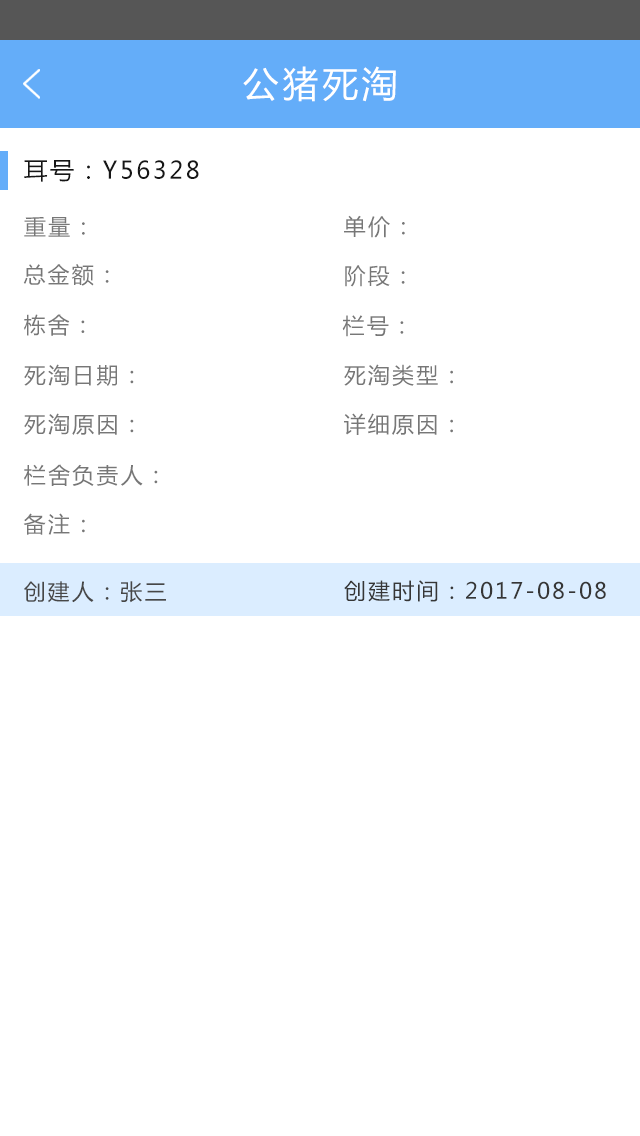 公猪死淘
耳号：Y56328
重量： 单价：
总金额： 阶段：
栋舍： 栏号：
死淘日期： 死淘类型：
死淘原因： 详细原因：
栏舍负责人：
备注：
创建人：张三 创建时间：2017-08-08